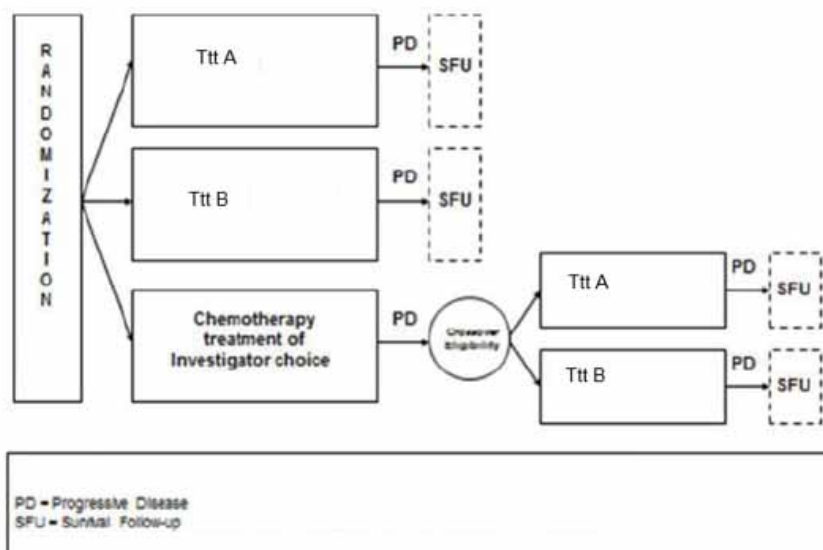 RANDOMIZATION
Ttt A
PD
SFU
Ttt B
PD
SFU
Chemotherapy
treatment of
Investigator choice
PD
Crossover
Eligibility
Ttt A
PD
SFU
Ttt B
PD
SFU
PD = Progressive Disease
SFU = Survival Follow-up